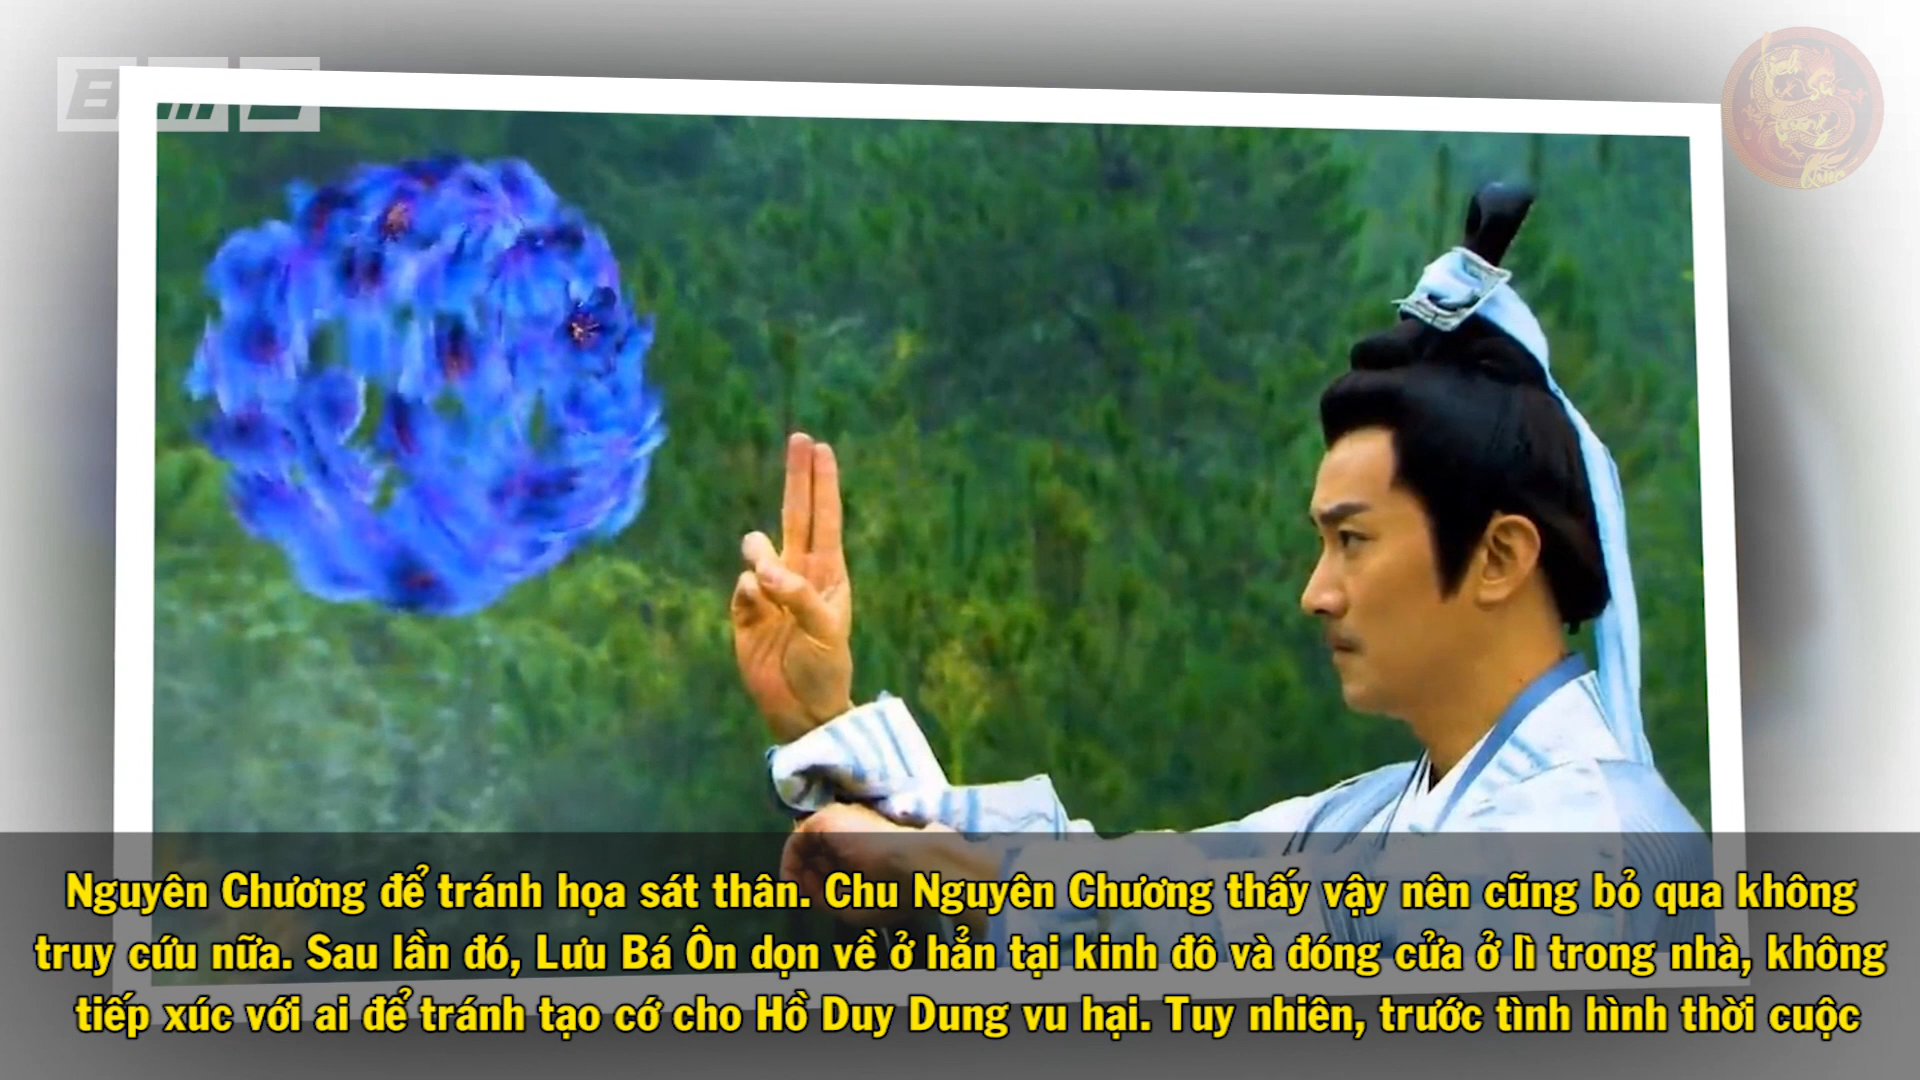 Nguyên Chương để tránh họa sát thân. Chu Nguyên Chương thấy vậy nên cũng bỏ qua không
truy cứu nữa. Sau lần đó, Lưu Bá Ôn dọn về ở hẳn tại kinh đô và đóng cửa ở lì trong nhà, không
tiếp xúc với ai để tránh tạo cớ cho Hồ Duy Dung vu hại. Tuy nhiên, trước tình hình thời cuộc